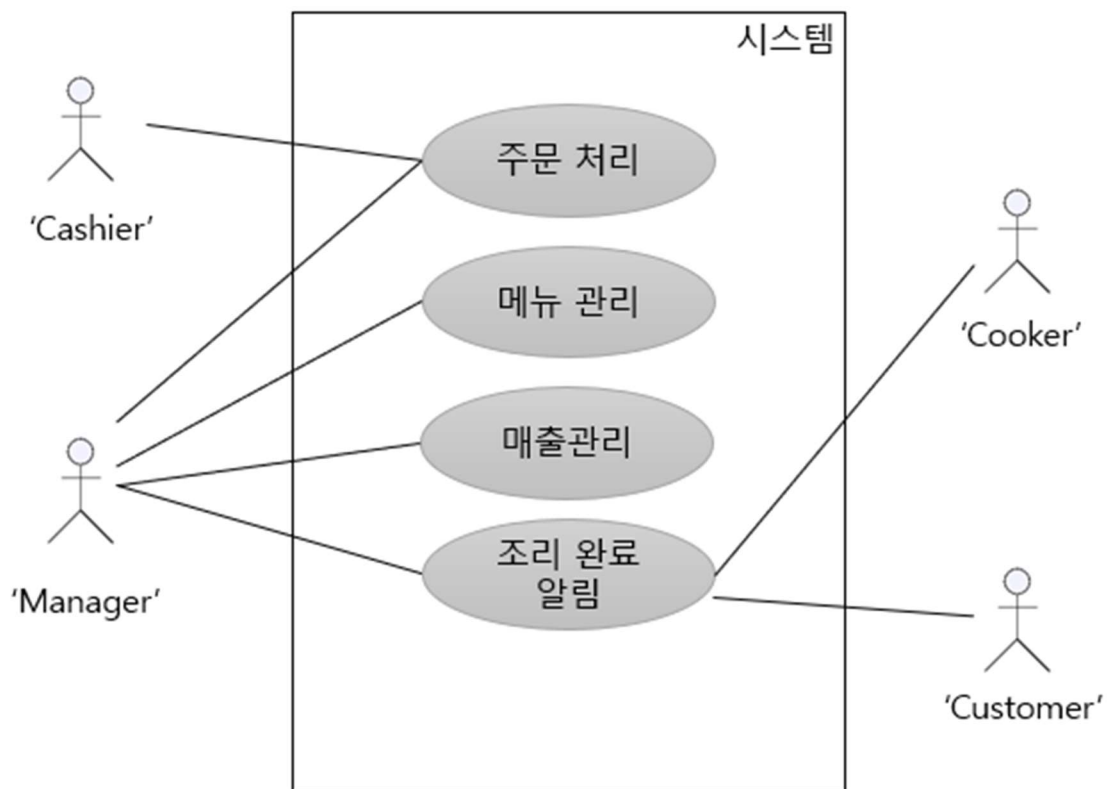 시스템
주문 처리
‘Cashier’
메뉴 관리
‘Cooker’
매출관리
조리 완료
알림
‘Manager’
‘Customer’